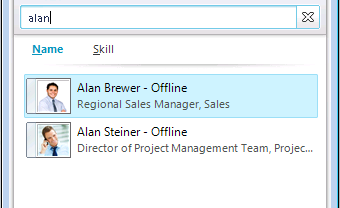 alan
Name Skill
Alan Brewer - Offline
Regional Sales Manager, Sales
Alan Steiner - Offline
Director of Project Management Team, Projec...